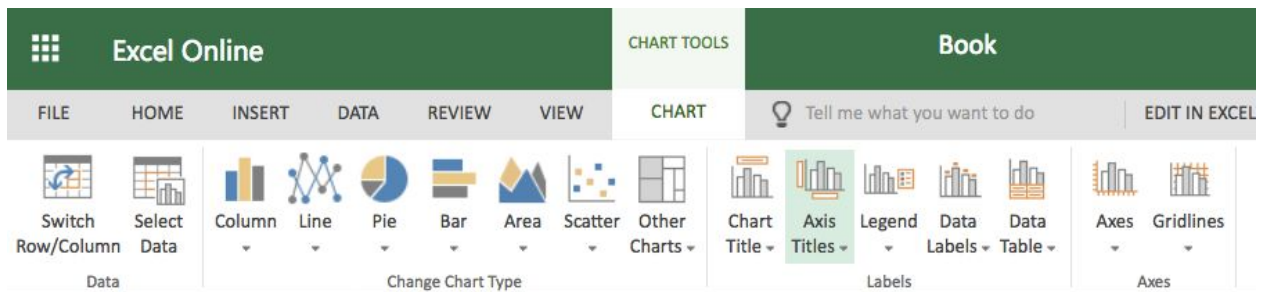 Excel Online CHART TOOLS Book
FILE HOME INSERT DATA REVIEW VIEW CHART Tell me what you want to do EDIT IN EXCEL
Switch Row/Column
Select Data
Column
Line
Pie
Bar
Area
Scatter
Other Charts
Chart Title
Axis Titles
Legend
Data Labels
Data Table
Axes
Gridlines
Data Change Chart Type Labels Axes